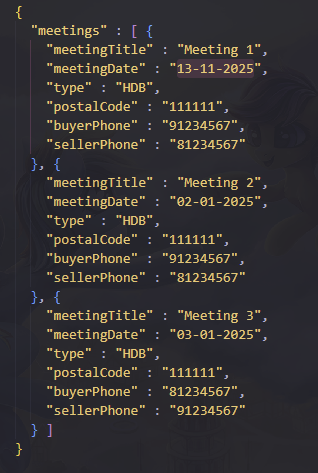 {
  "meetings" : [ {
    "meetingTitle" : "Meeting 1",
    "meetingDate" : "13-11-2025",
    "type" : "HDB",
    "postalCode" : "111111",
    "buyerPhone" : "91234567",
    "sellerPhone" : "81234567"
  }, {
    "meetingTitle" : "Meeting 2",
    "meetingDate" : "02-01-2025",
    "type" : "HDB",
    "postalCode" : "111111",
    "buyerPhone" : "91234567",
    "sellerPhone" : "81234567"
  }, {
    "meetingTitle" : "Meeting 3",
    "meetingDate" : "03-01-2025",
    "type" : "HDB",
    "postalCode" : "111111",
    "buyerPhone" : "81234567",
    "sellerPhone" : "91234567"
  } ]
}